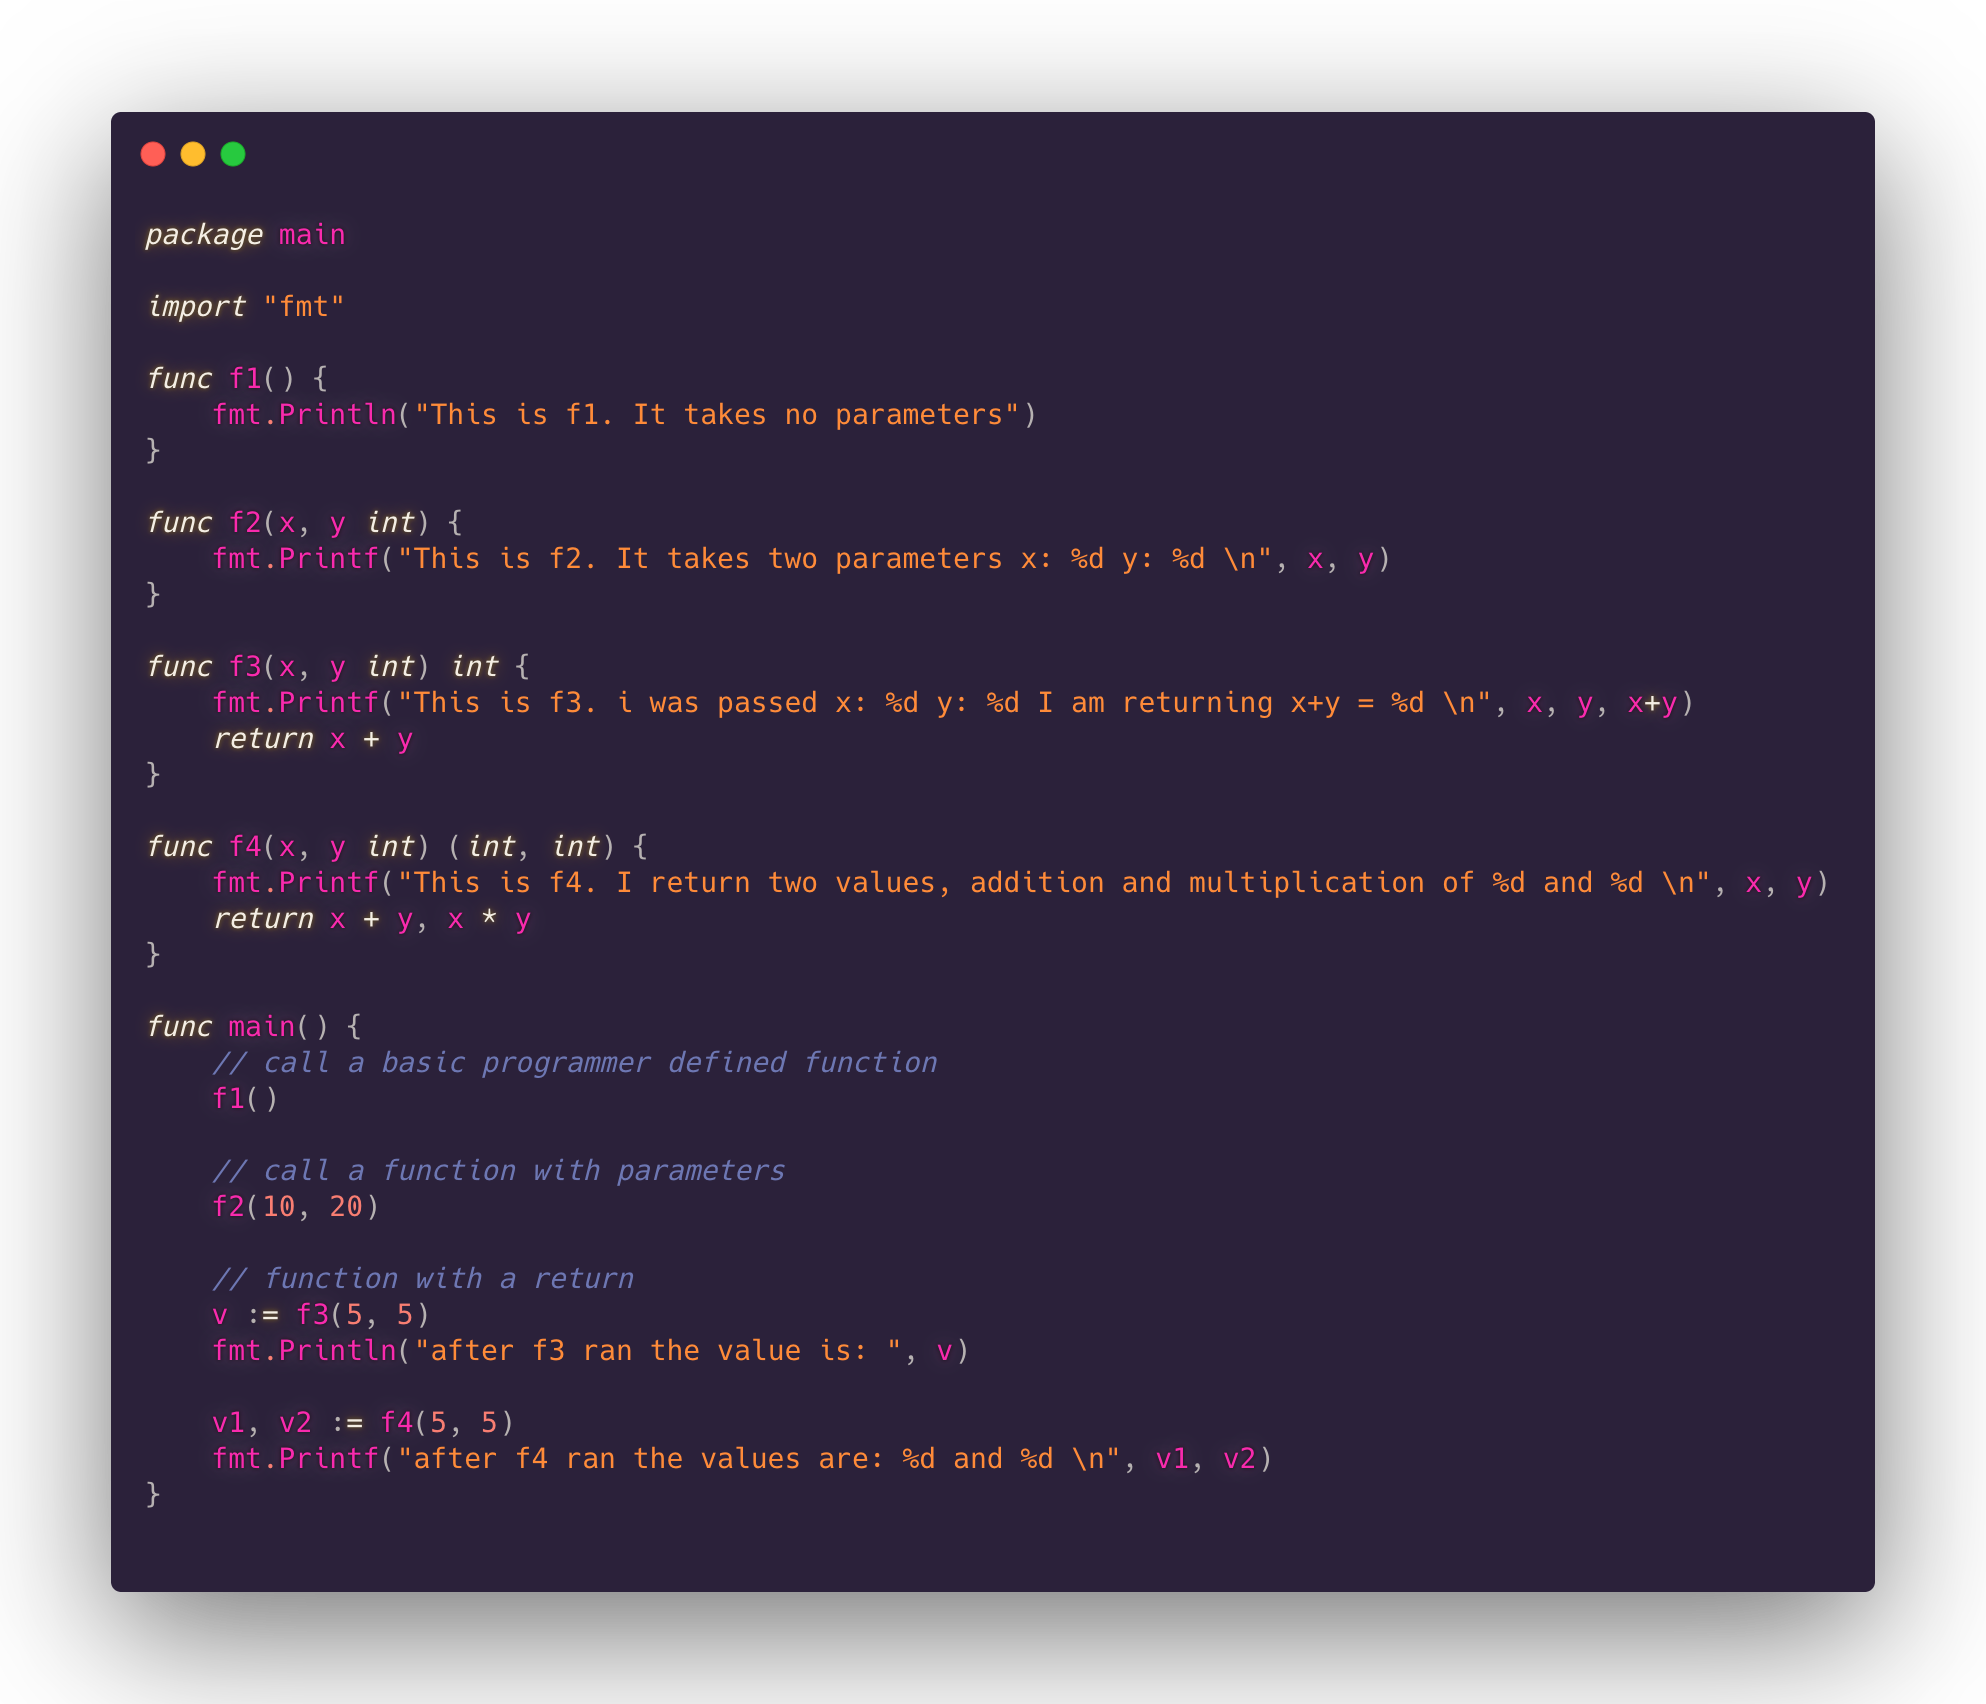 package main

import "fmt"

func f1() {
    fmt.Println("This is f1. It takes no parameters")
}

func f2(x, y int) {
    fmt.Printf("This is f2. It takes two parameters x: %d y: %d \n", x, y)
}

func f3(x, y int) int {
    fmt.Printf("This is f3. i was passed x: %d y: %d I am returning x+y = %d \n", x, y, x+y)
    return x + y
}

func f4(x, y int) (int, int) {
    fmt.Printf("This is f4. I return two values, addition and multiplication of %d and %d \n", x, y)
    return x + y, x * y
}

func main() {
    // call a basic programmer defined function
    f1()

    // call a function with parameters
    f2(10, 20)

    // function with a return
    v := f3(5, 5)
    fmt.Println("after f3 ran the value is: ", v)

    v1, v2 := f4(5, 5)
    fmt.Printf("after f4 ran the values are: %d and %d \n", v1, v2)
}